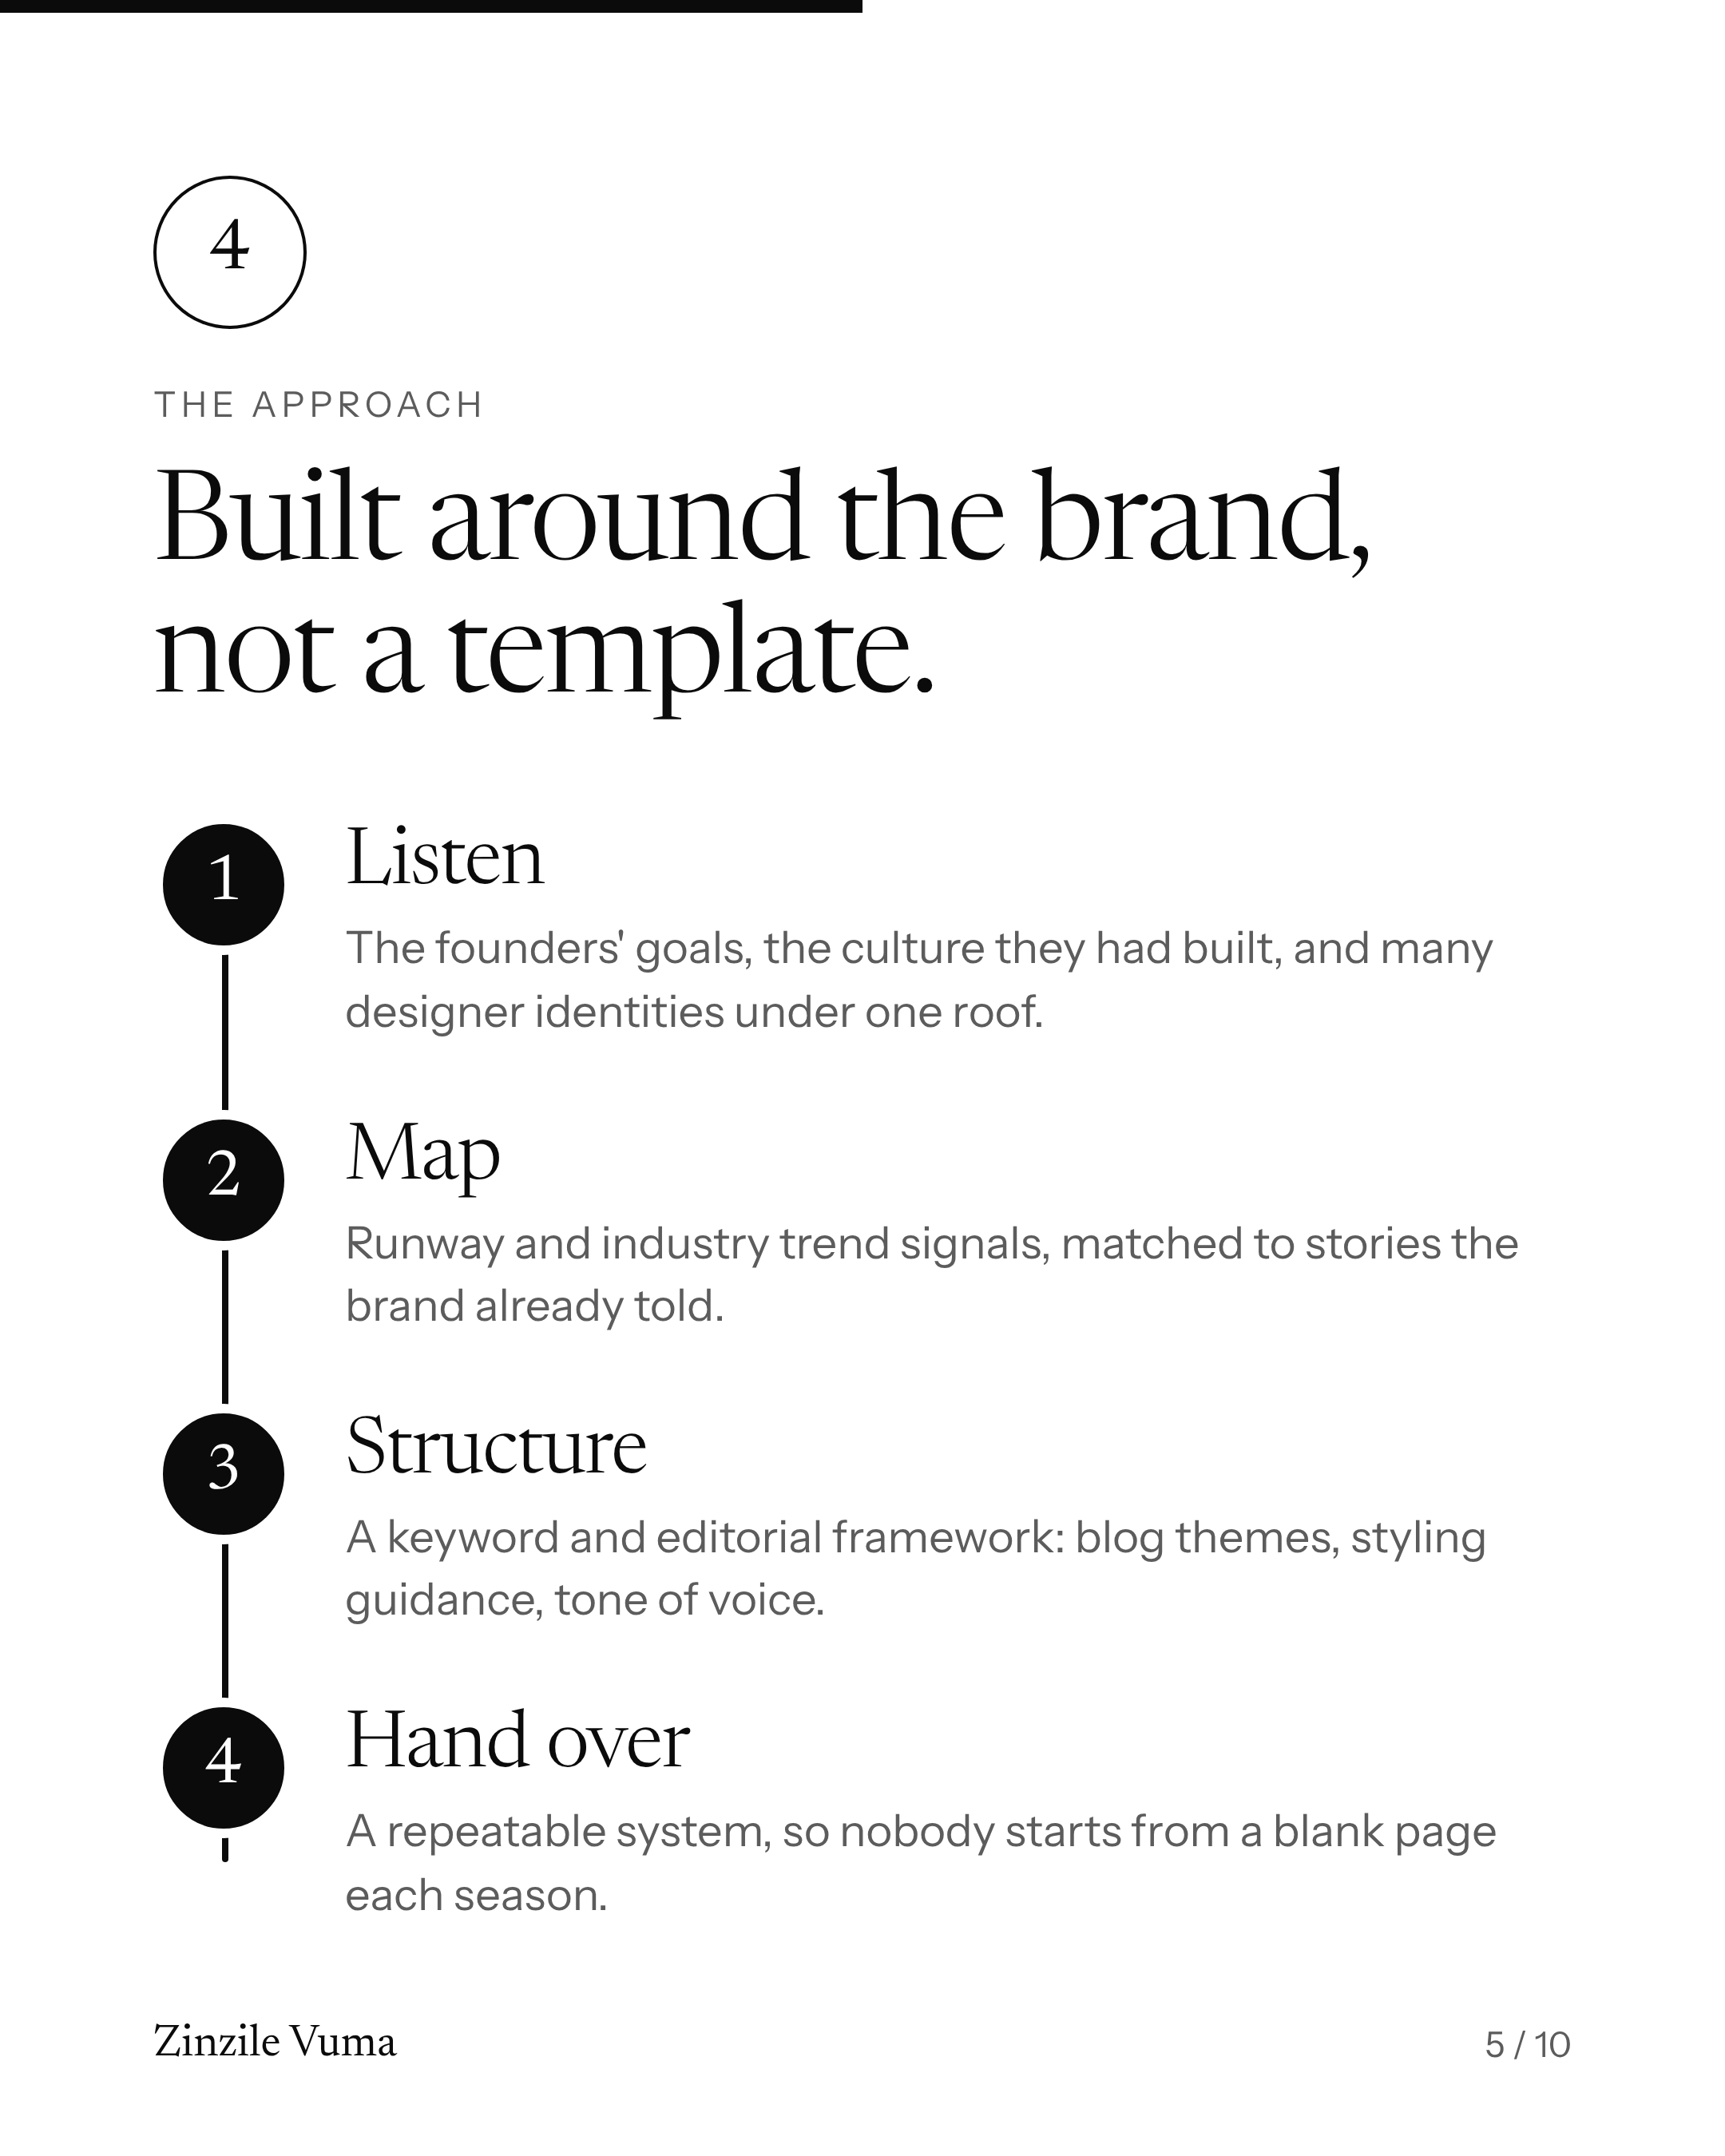 4
THE APPROACH
Built around the brand,
not a template.
1
Listen
The founders' goals, the culture they had built, and many
designer identities under one roof.
2
Map
Runway and industry trend signals, matched to stories the
brand already told.
3
Structure
A keyword and editorial framework: blog themes, styling
guidance, tone of voice.
4
Hand over
A repeatable system, so nobody starts from a blank page
each season.
Zinzile Vuma
5 / 10